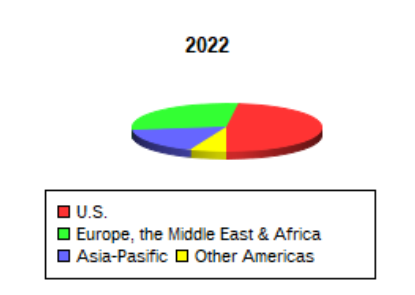 2022
U.S.
Europe, the Middle East & Africa
Asia-Pasific Other Americas